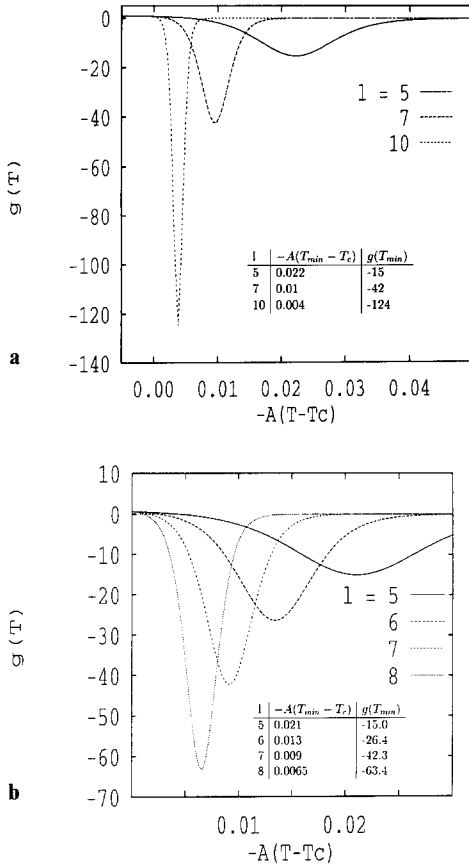 0
-20
-40
-60
-80
-100
-120
-140
g(T)
l = 5
7
10
l -A(T_min - T_c) g(T_min)
5 0.022 -15
7 0.01 -42
10 0.004 -124
a
0.00 0.01 0.02 0.03 0.04
-A(T-Tc)
10
0
-10
-20
-30
-40
-50
-60
-70
g(T)
l = 5
6
7
8
l -A(T_min - T_c) g(T_min)
5 0.021 -15.0
6 0.013 -26.4
7 0.009 -42.3
8 0.0065 -63.4
b
0.01 0.02
-A(T-Tc)